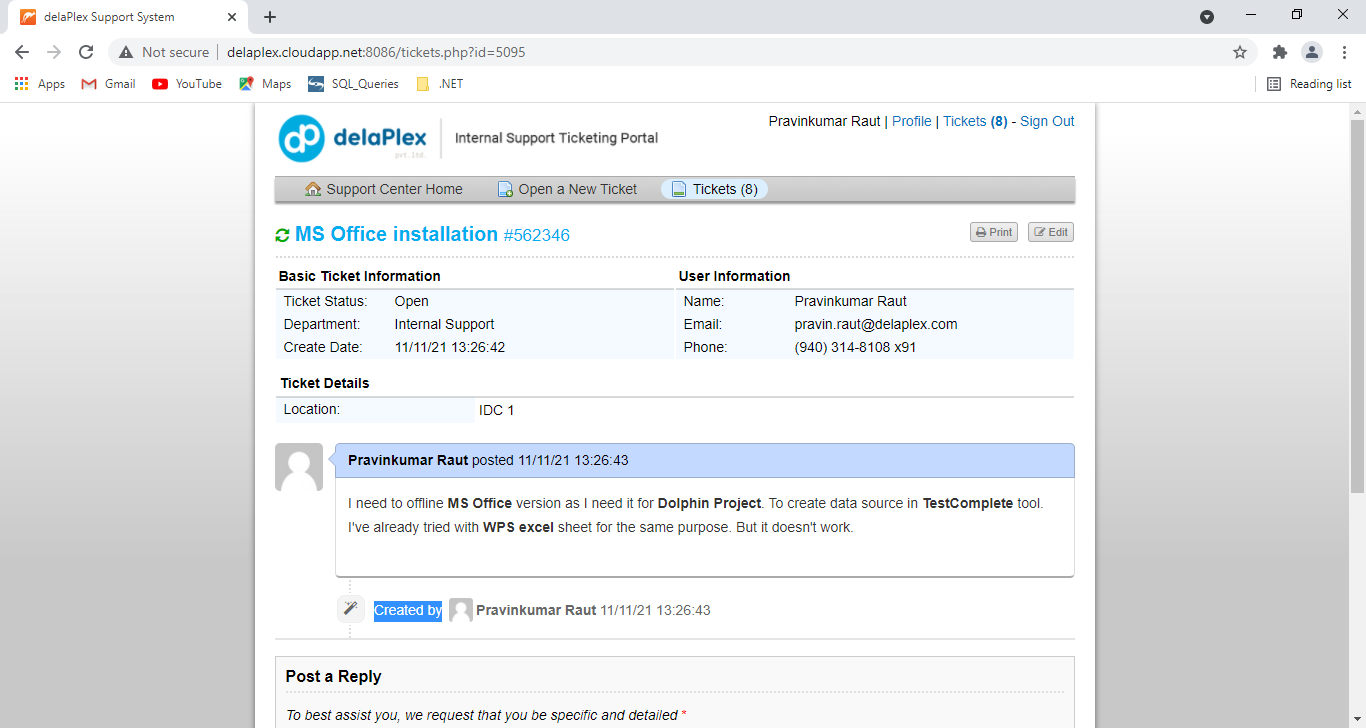 delaPlex Support System
Not secure delaplex.cloudapp.net:8086/tickets.php?id=5095
Apps Gmail YouTube Maps SQL_Queries .NET Reading list
delaPlex
pvt.ltd.
Internal Support Ticketing Portal
Pravinkumar Raut | Profile | Tickets (8) - Sign Out
Support Center Home Open a New Ticket Tickets (8)
MS Office installation #562346
Print Edit
Basic Ticket Information
Ticket Status: Open
Department: Internal Support
Create Date: 11/11/21 13:26:42
User Information
Name: Pravinkumar Raut
Email: pravin.raut@delaplex.com
Phone: (940) 314-8108 x91
Ticket Details
Location: IDC 1
Pravinkumar Raut posted 11/11/21 13:26:43
I need to offline MS Office version as I need it for Dolphin Project. To create data source in TestComplete tool.
I've already tried with WPS excel sheet for the same purpose. But it doesn't work.
Created by Pravinkumar Raut 11/11/21 13:26:43
Post a Reply
To best assist you, we request that you be specific and detailed *